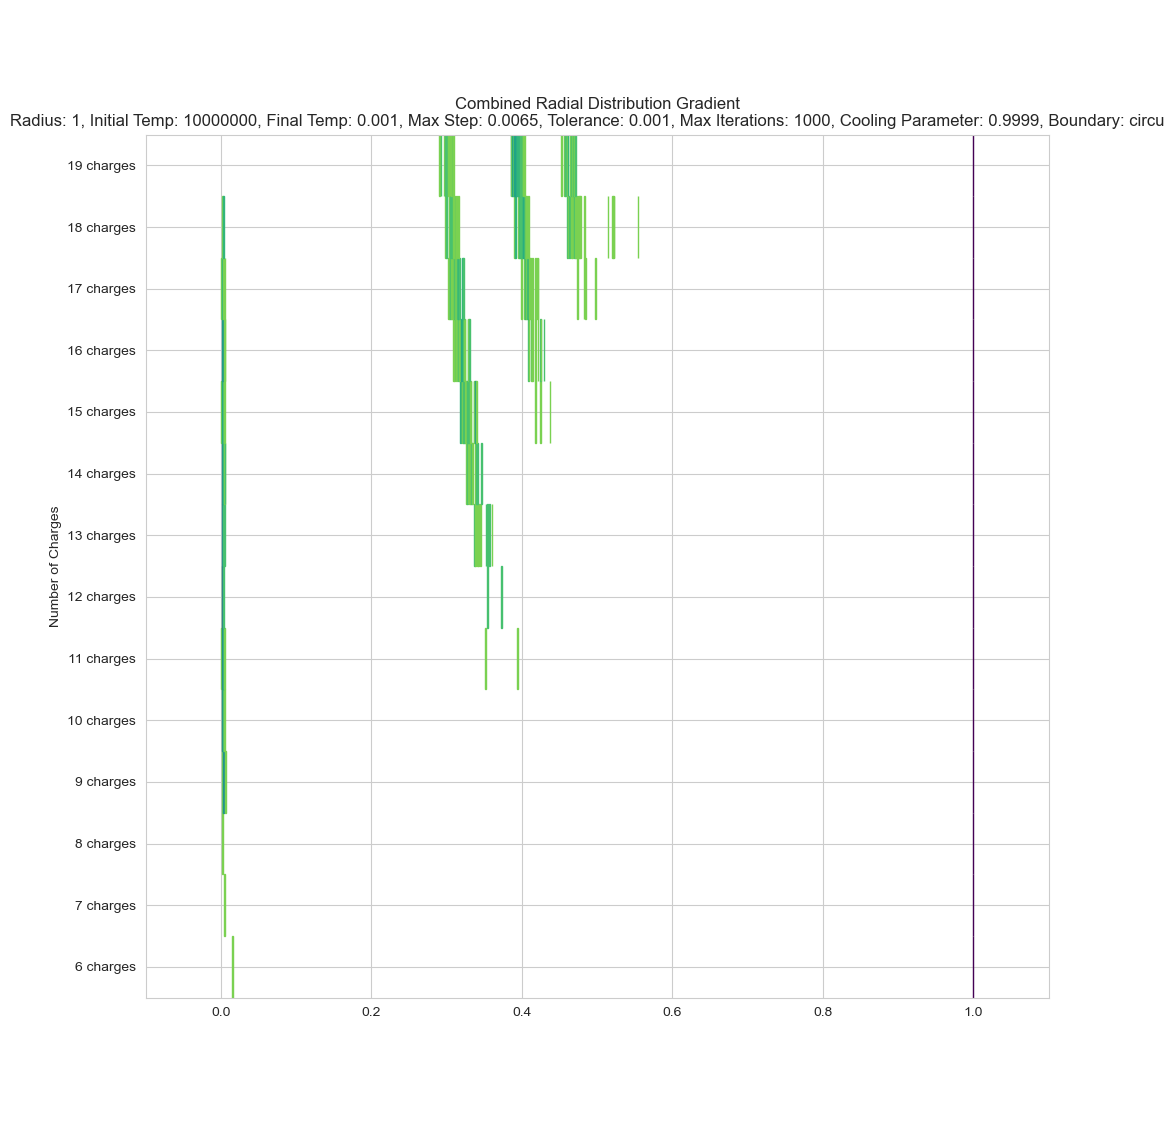 Combined Radial Distribution Gradient
Radius: 1, Initial Temp: 10000000, Final Temp: 0.001, Max Step: 0.0065, Tolerance: 0.001, Max Iterations: 1000, Cooling Parameter: 0.9999, Boundary: circu
19 charges
18 charges
17 charges
16 charges
15 charges
14 charges
13 charges
12 charges
11 charges
10 charges
9 charges
8 charges
7 charges
6 charges
Number of Charges
0.0
0.2
0.4
0.6
0.8
1.0